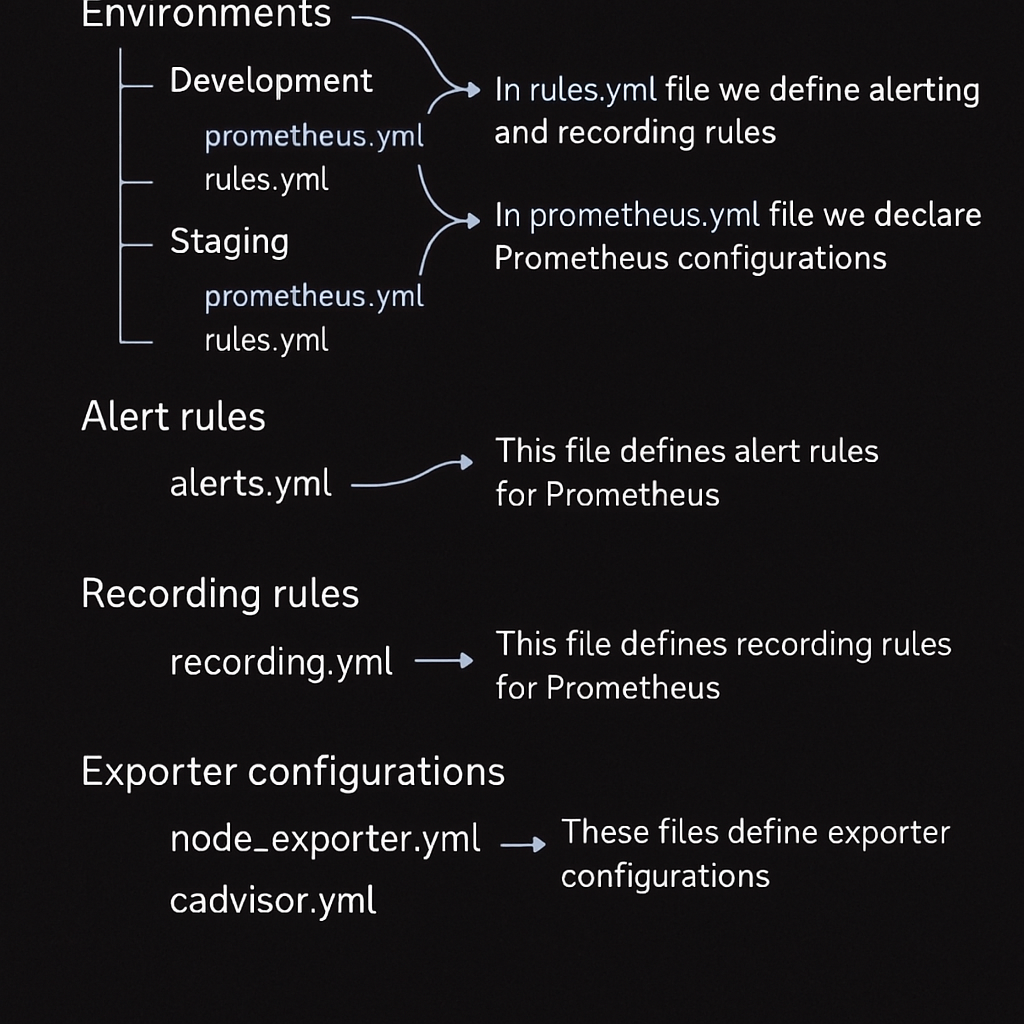 Environments
Development
prometheus.yml
rules.yml
Staging
prometheus.yml
rules.yml
In rules.yml file we define alerting
and recording rules
In prometheus.yml file we declare
Prometheus configurations
Alert rules
alerts.yml
This file defines alert rules
for Prometheus
Recording rules
recording.yml
This file defines recording rules
for Prometheus
Exporter configurations
node_exporter.yml
cadvisor.yml
These files define exporter
configurations